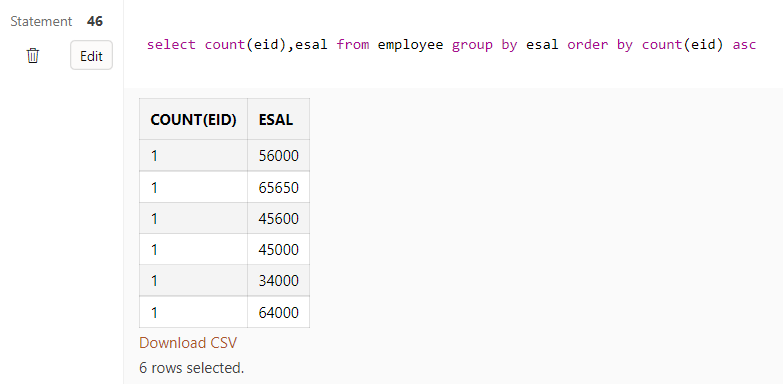 Statement 46
Edit
select count(eid),esal from employee group by esal order by count(eid) asc
COUNT(EID) ESAL
1 56000
1 65650
1 45600
1 45000
1 34000
1 64000
Download CSV
6 rows selected.